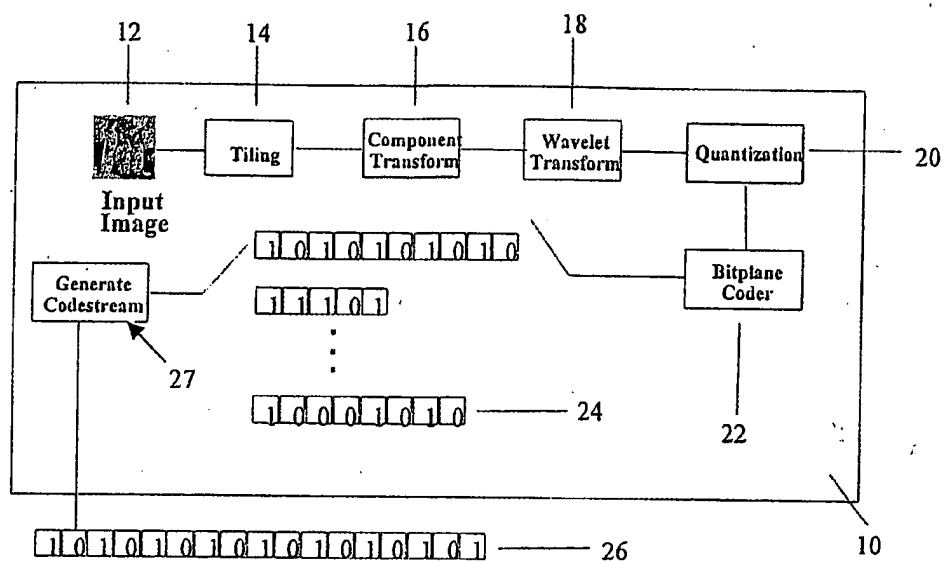 12
14
16
18
Tiling
Component
Transform
Wavelet
Transform
Quantization
20
Input
Image
1 0 1 0 1 0 1 0 1 0
Generate
Codestream
Bitplane
Coder
1 1 1 0 1
27
1 0 0 0 1 0 1 0
24
22
1 0 1 0 1 0 1 0 1 0 1 0 1 0 1 0 1
26
10